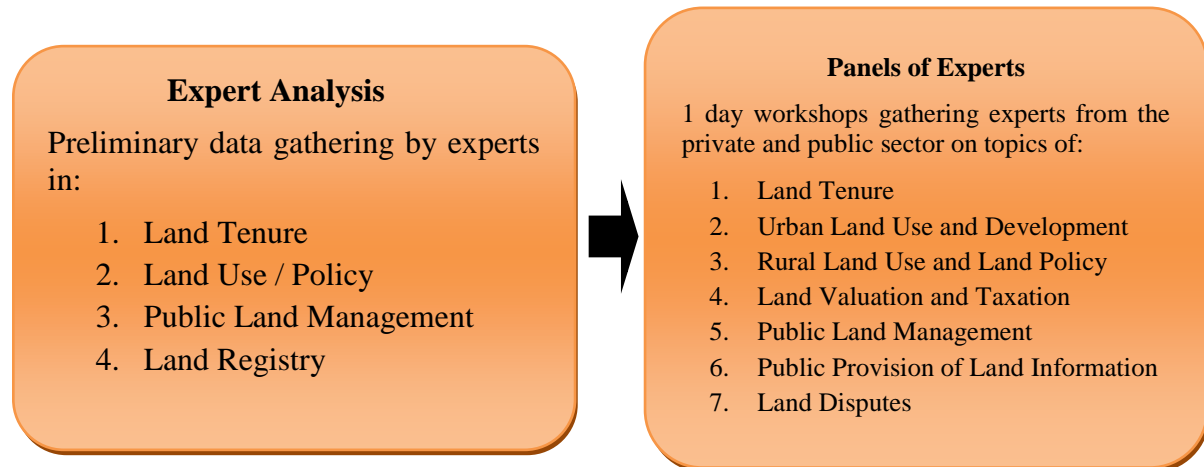 Expert Analysis
Preliminary data gathering by experts
in:
1. Land Tenure
2. Land Use / Policy
3. Public Land Management
4. Land Registry
Panels of Experts
1 day workshops gathering experts from the
private and public sector on topics of:
1. Land Tenure
2. Urban Land Use and Development
3. Rural Land Use and Land Policy
4. Land Valuation and Taxation
5. Public Land Management
6. Public Provision of Land Information
7. Land Disputes